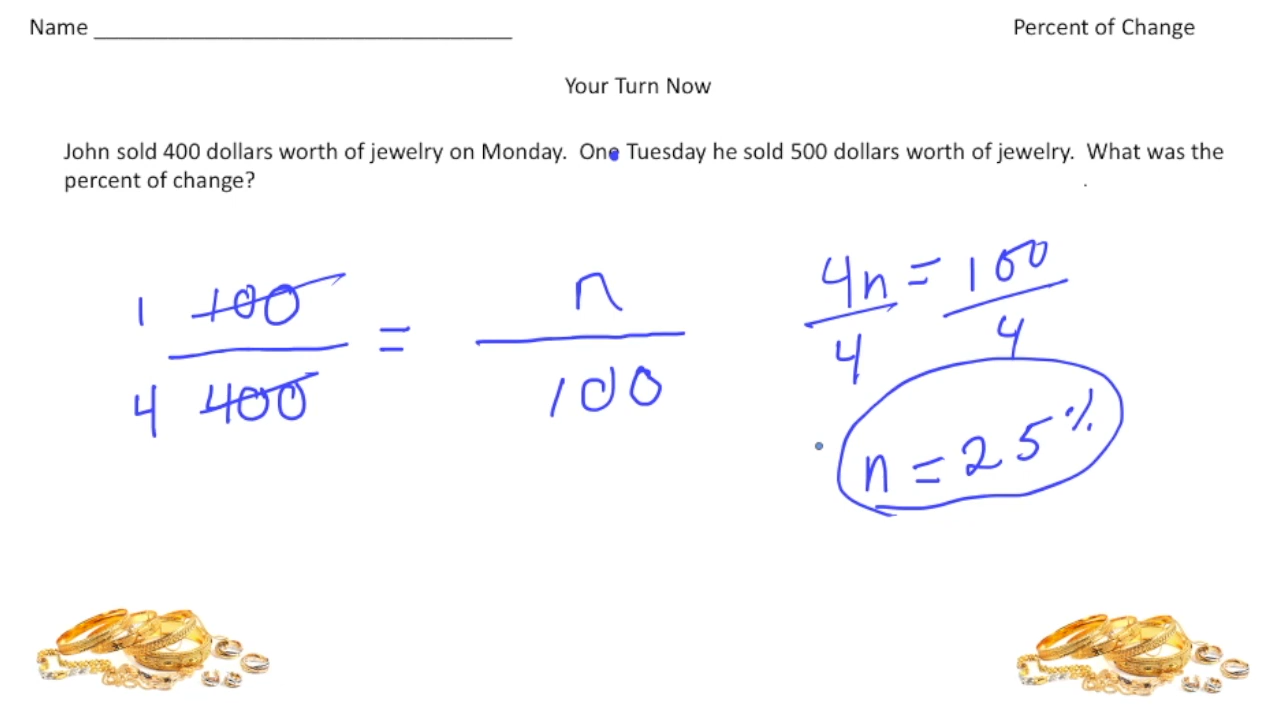 Name ___________________________________ Percent of Change
Your Turn Now
John sold 400 dollars worth of jewelry on Monday. One Tuesday he sold 500 dollars worth of jewelry. What was the
percent of change?
1 100 / 4 400 = n / 100
4n / 4 = 100 / 4
n = 25%